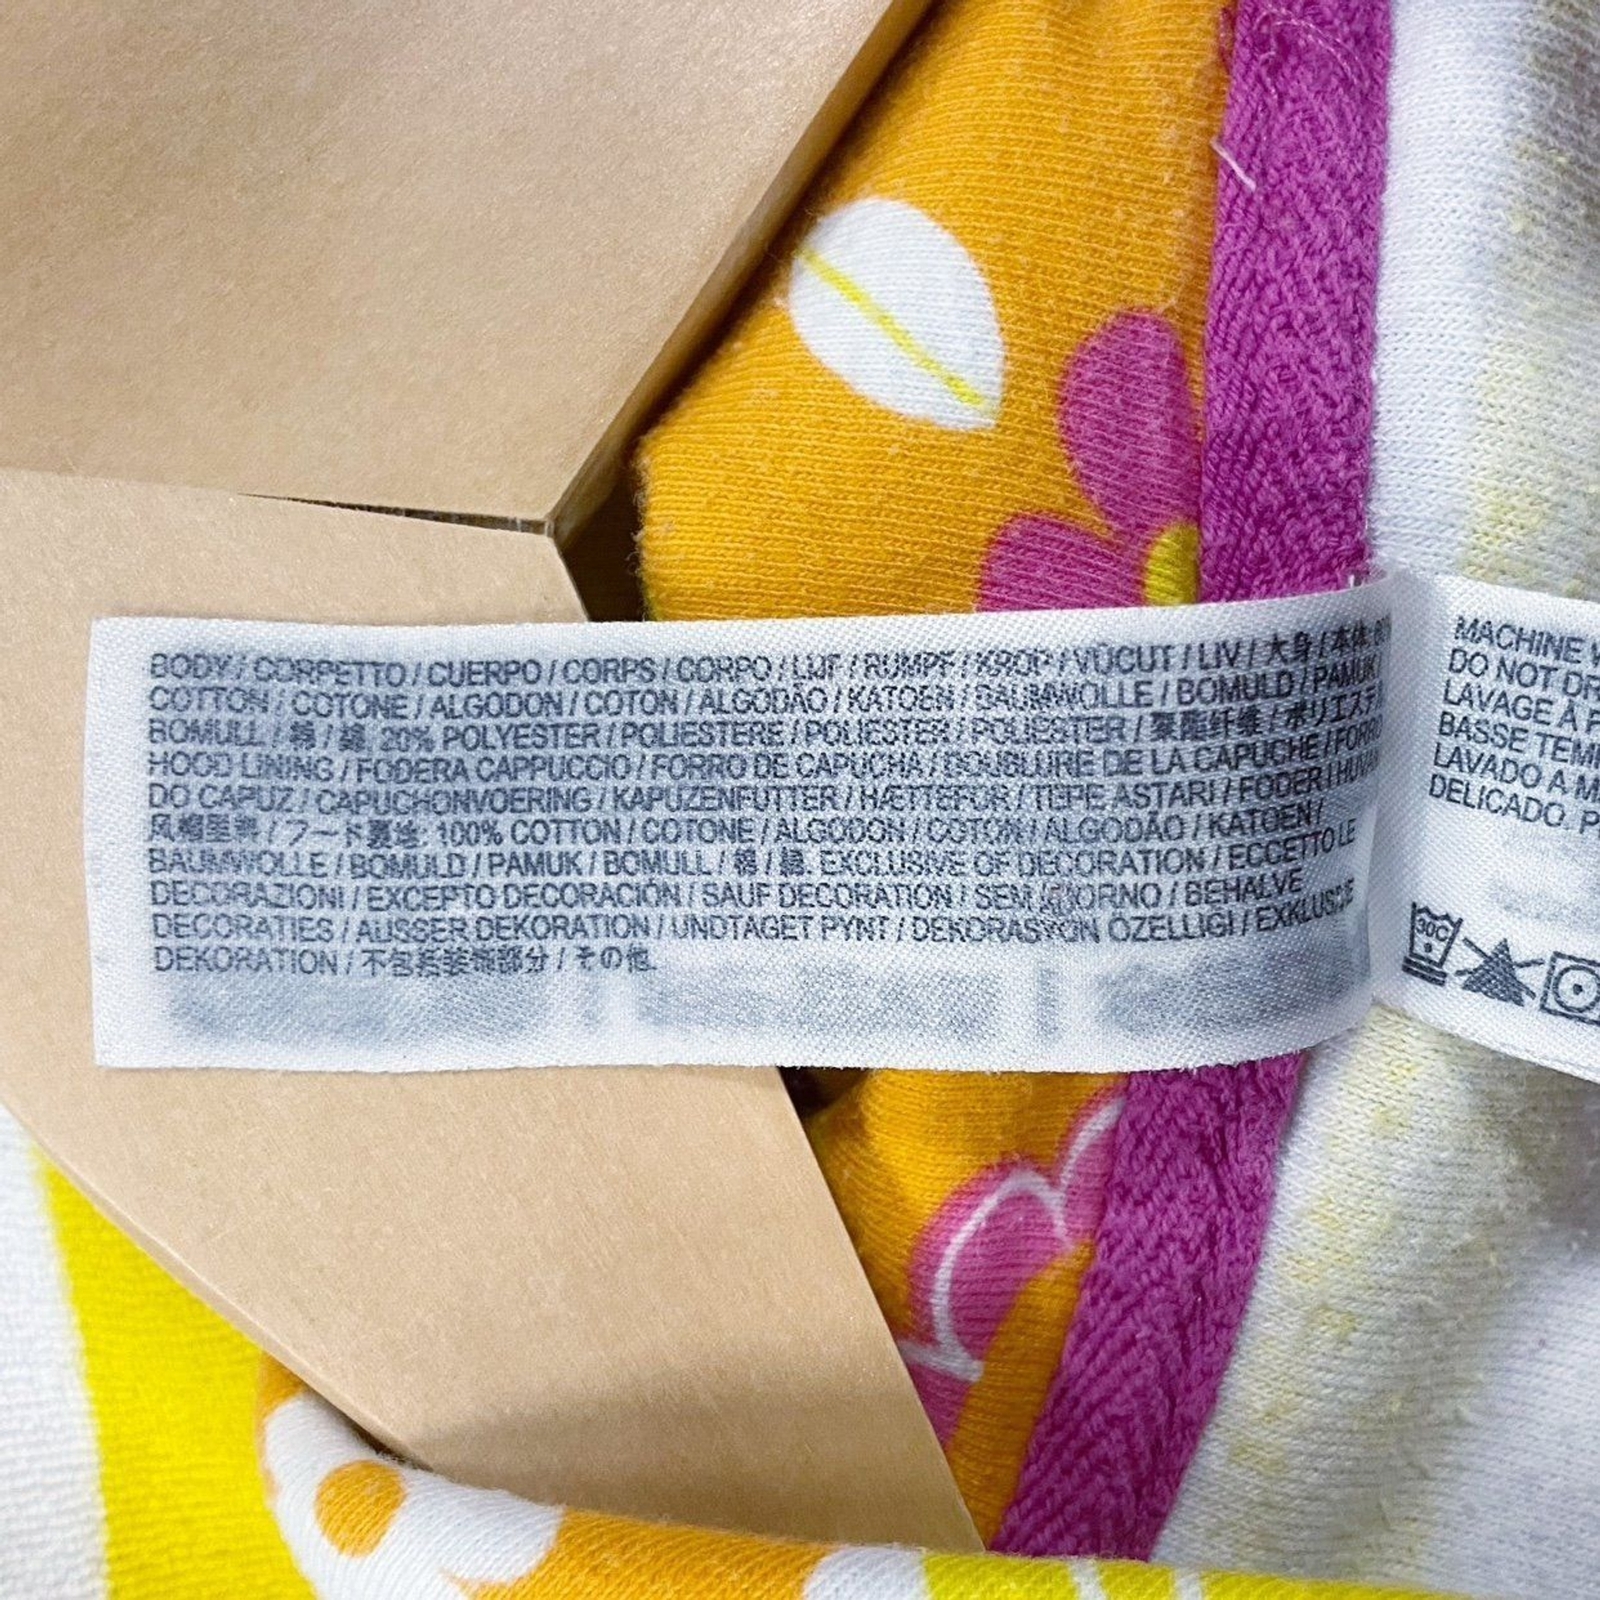 BODY / CORPETTO / CUERPO / CORPS / CORPO / LIJF / RUMPF / KROP / VÜCUT / LIV / 大身 / 本体:
COTTON / COTONE / ALGODON / COTON / ALGODÃO / KATOEN / BAUMWOLLE / BOMULD / PAMUK
BOMULL / 棉 / 綿, 20% POLYESTER / POLIESTERE / POLIESTER / POLYESTER / POLIESTER / 聚酯纤维 / ポリエステル
HOOD LINING / FODERA CAPPUCCIO / FORRO DE CAPUCHA / DOUBLURE DE LA CAPUCHE / FORRO
DO CAPUZ / CAPUCHONVOERING / KAPUZENFUTTER / HÆTTEFOR / TEPE ASTARI / FODER I HUVA
风帽里料 / フード裏地: 100% COTTON / COTONE / ALGODON / COTON / ALGODÃO / KATOEN /
BAUMWOLLE / BOMULD / PAMUK / BOMULL / 棉 / 綿. EXCLUSIVE OF DECORATION / ECCETTO LE
DECORAZIONI / EXCEPTO DECORACIÓN / SAUF DECORATION / SEM ADORNO / BEHALVE
DECORATIES / AUSSER DEKORATION / UNDTAGET PYNT / DEKORASYON ÖZELLIGI / EXKLUSIVE
DEKORATION / 不包括装饰部分 / その他.
MACHINE W
DO NOT DR
LAVAGE À F
BASSE TEM
LAVADO A M
DELICADO. P
30C